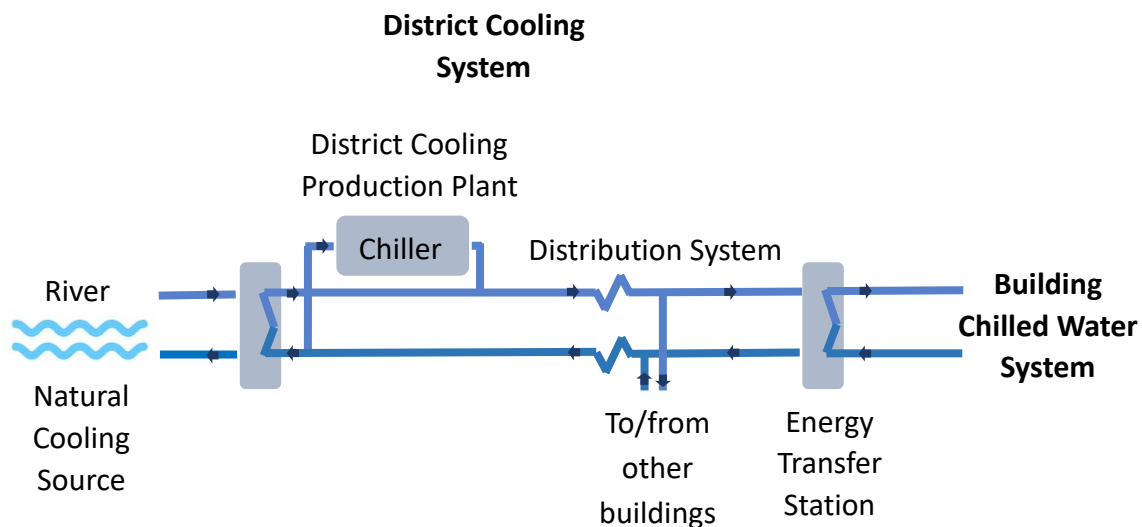 District Cooling
System
District Cooling
Production Plant
Chiller
Distribution System
River
Building
Chilled Water
System
Natural
Cooling
Source
To/from
other
buildings
Energy
Transfer
Station